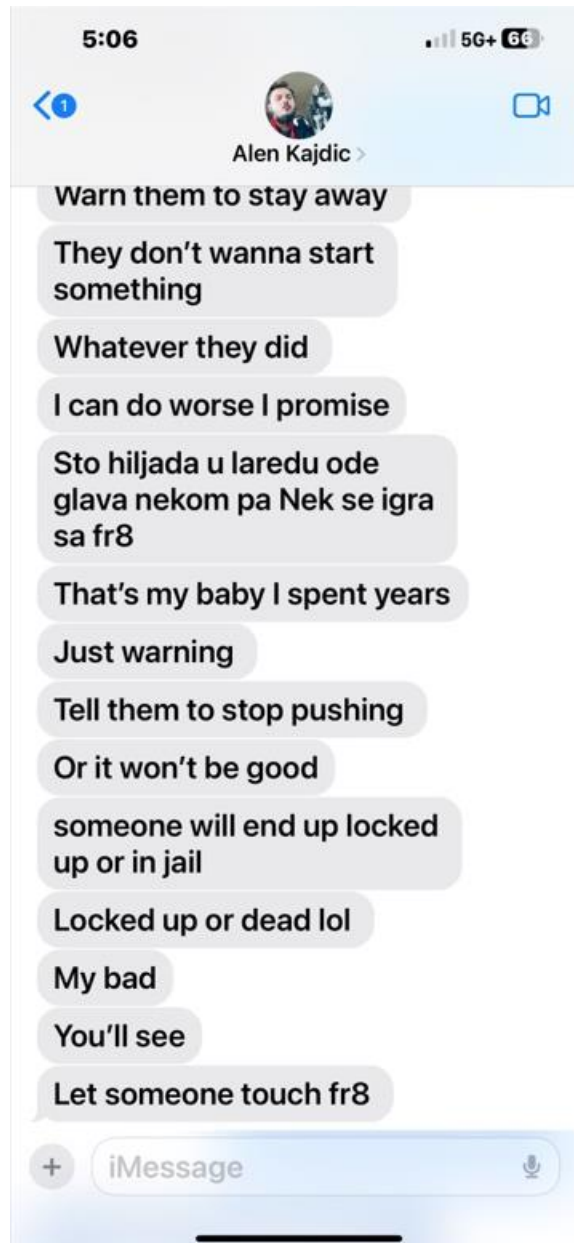 5:06
5G+ 66
1
Alen Kajdic
Warn them to stay away
They don't wanna start
something
Whatever they did
I can do worse I promise
Sto hiljada u laredu ode
glava nekom pa Nek se igra
sa fr8
That's my baby I spent years
Just warning
Tell them to stop pushing
Or it won't be good
someone will end up locked
up or in jail
Locked up or dead lol
My bad
You'll see
Let someone touch fr8
iMessage